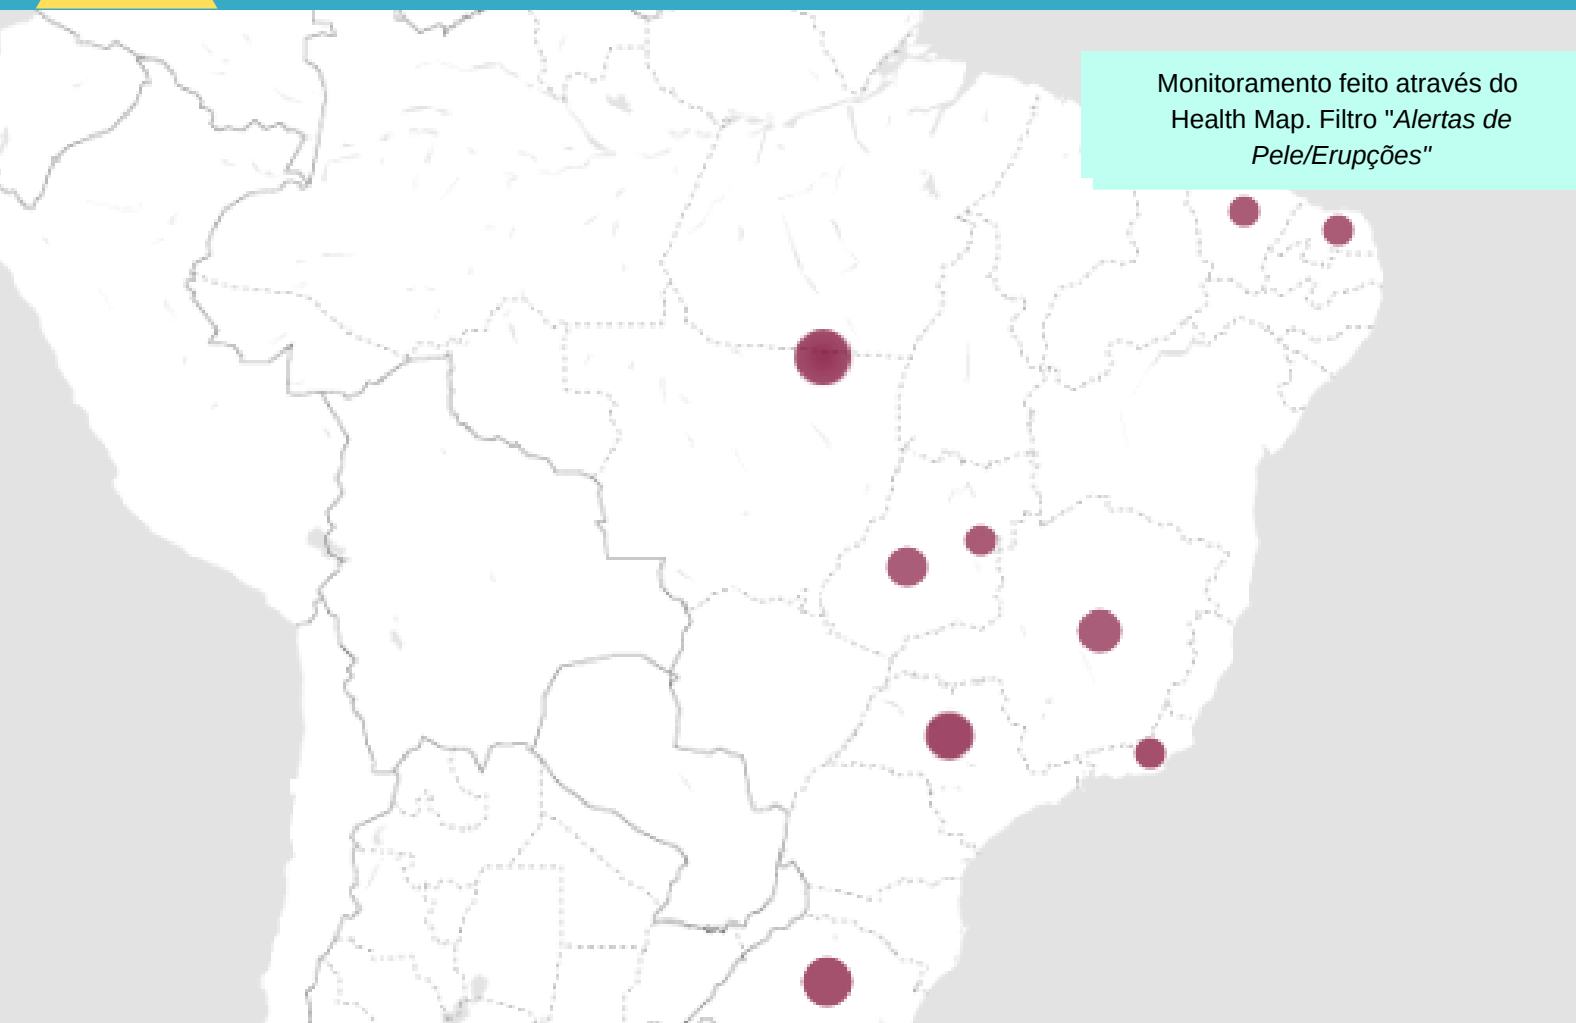 Monitoramento feito através do
Health Map. Filtro "Alertas de
Pele/Erupções"